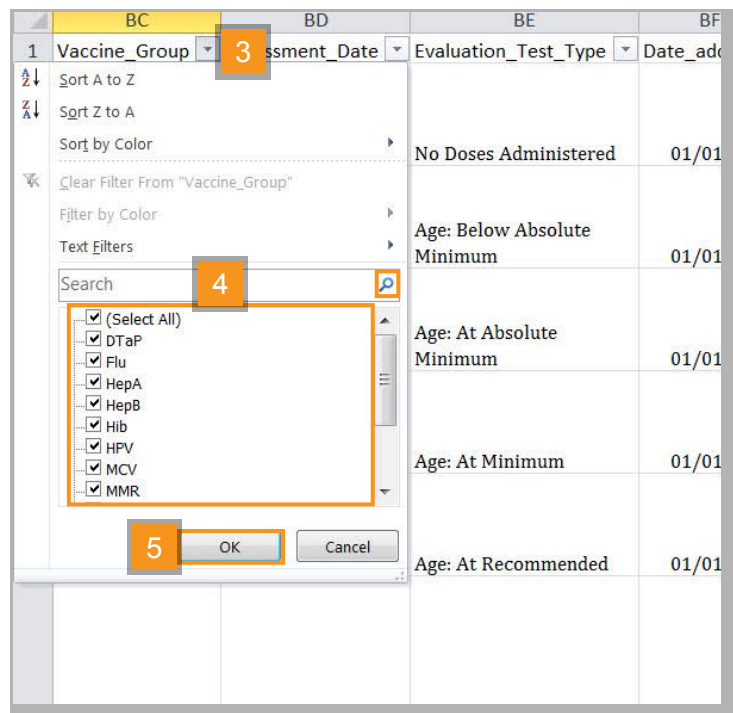 BC BD BE BF
1 Vaccine_Group 3 ssment_Date Evaluation_Test_Type Date_add
Sort A to Z
Sort Z to A
Sort by Color
No Doses Administered 01/01
Clear Filter From "Vaccine_Group"
Filter by Color
Text Filters
Age: Below Absolute
Minimum 01/01
Search 4
(Select All)
DTaP
Flu
HepA
HepB
Hib
HPV
MCV
MMR
Age: At Absolute
Minimum 01/01
Age: At Minimum 01/01
5 OK Cancel
Age: At Recommended 01/01